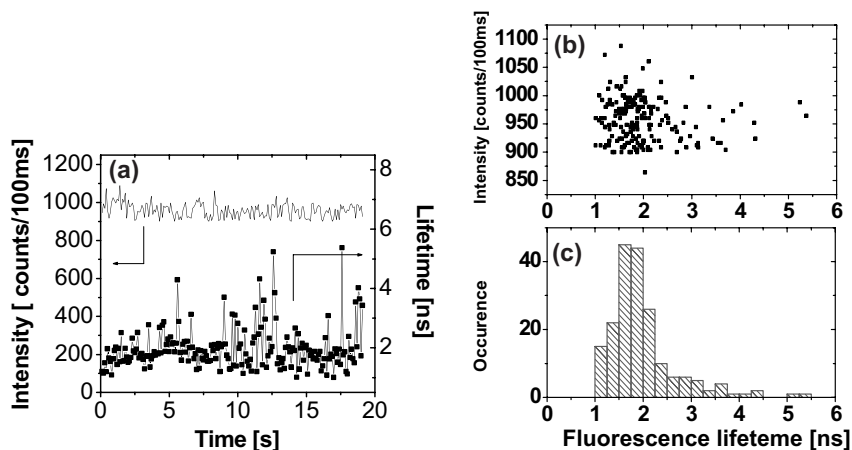 (a)
Intensity [ counts/100ms]
1200
1000
800
600
400
200
0
0 5 10 15 20
Time [s]
8
6
4
2
Lifetime [ns]
(b)
Intensity [counts/100ms]
1100
1050
1000
950
900
850
0 1 2 3 4 5 6
(c)
Occurence
40
20
0
0 1 2 3 4 5 6
Fluorescence lifeteme [ns]